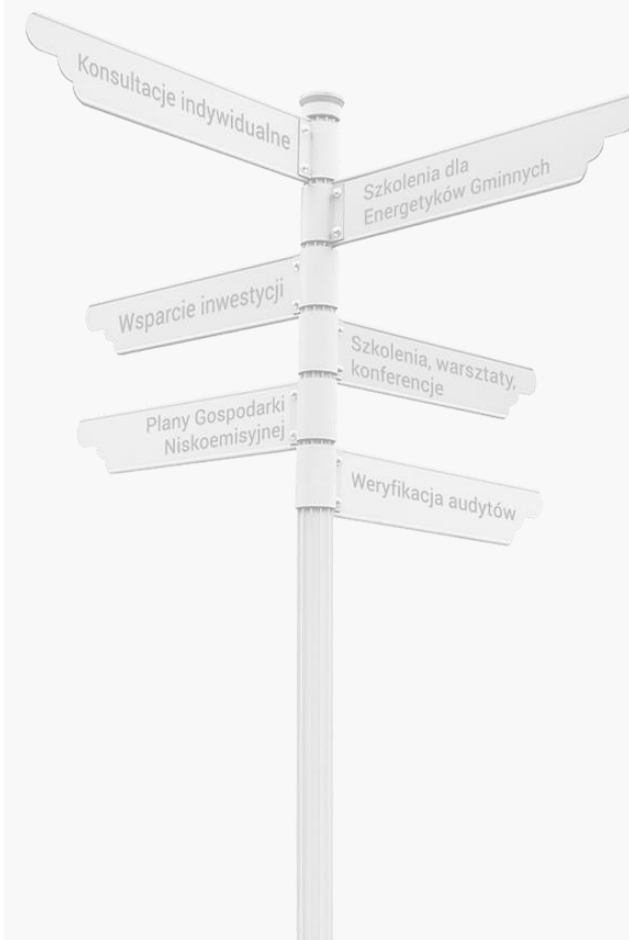 Konsultacje indywidualne
Szkolenia dla
Energetyków Gminnych
Wsparcie inwestycji
Szkolenia, warsztaty,
konferencje
Plany Gospodarki
Niskoemisyjnej
Weryfikacja audytów